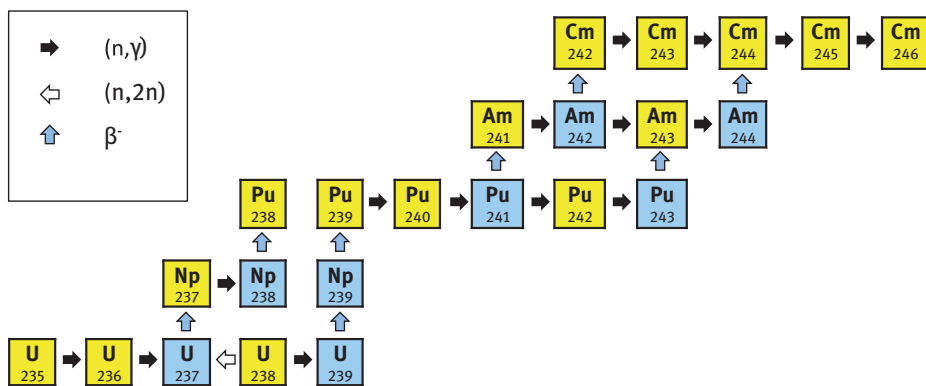 (n,γ)
(n,2n)
β-
Cm Cm Cm Cm Cm
242 243 244 245 246
Am Am Am Am
241 242 243 244
Pu Pu Pu Pu Pu Pu
238 239 240 241 242 243
Np Np Np
237 238 239
U U U U U
235 236 237 238 239